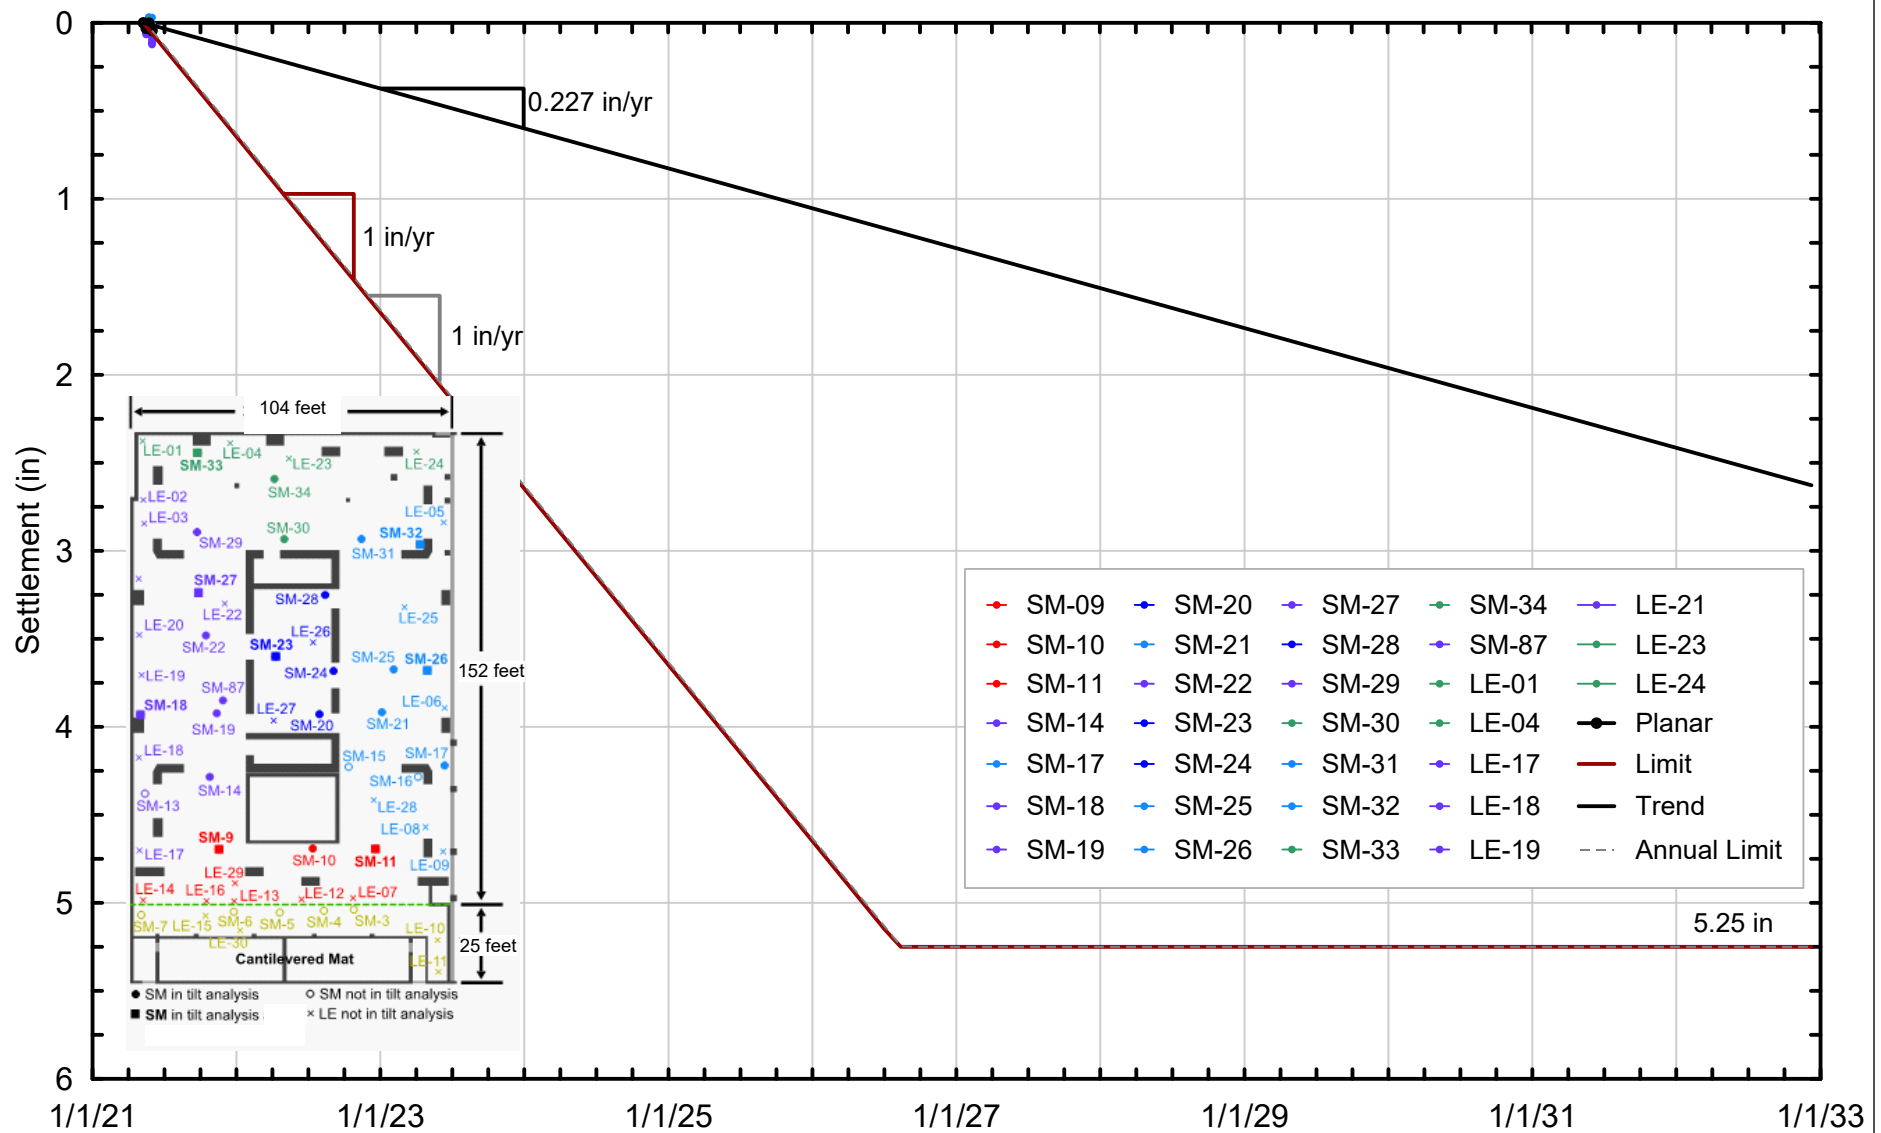 0
0.227 in/yr
1
1 in/yr
1 in/yr
2
3
4
5
6
Settlement (in)
1/1/21
1/1/23
1/1/25
1/1/27
1/1/29
1/1/31
1/1/33
5.25 in
104 feet
LE-01
LE-04
SM-33
LE-23
LE-24
SM-34
LE-02
LE-03
LE-05
SM-30
SM-32
SM-29
SM-31
SM-27
SM-28
LE-22
LE-25
LE-20
LE-26
SM-22
SM-23
SM-25
SM-26
SM-24
152 feet
LE-19
SM-87
SM-18
LE-27
LE-06
SM-19
SM-20
SM-21
LE-18
SM-15
SM-17
SM-16
SM-14
SM-13
LE-28
LE-08
SM-9
LE-17
SM-10
SM-11
LE-09
LE-29
LE-14
LE-16
LE-13
LE-12
LE-07
SM-7
LE-15
SM-6
SM-5
SM-4
SM-3
LE-10
LE-30
25 feet
Cantilevered Mat
LE-11
SM in tilt analysis
SM not in tilt analysis
SM in tilt analysis
LE not in tilt analysis
SM-09
SM-20
SM-27
SM-34
LE-21
SM-10
SM-21
SM-28
SM-87
LE-23
SM-11
SM-22
SM-29
LE-01
LE-24
SM-14
SM-23
SM-30
LE-04
Planar
SM-17
SM-24
SM-31
LE-17
Limit
SM-18
SM-25
SM-32
LE-18
Trend
SM-19
SM-26
SM-33
LE-19
Annual Limit